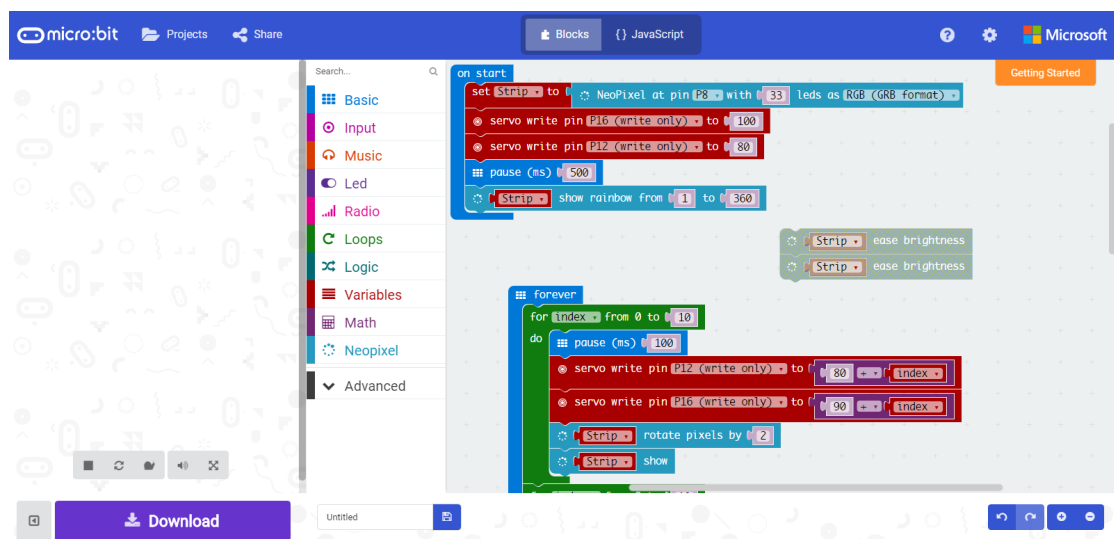 micro:bit Projects Share Blocks {} JavaScript ? Microsoft
Getting Started
Search...
Basic
Input
Music
Led
Radio
Loops
Logic
Variables
Math
Neopixel
Advanced
on start
set Strip to NeoPixel at pin P8 with 33 leds as RGB (GRB format)
servo write pin P16 (write only) to 100
servo write pin P12 (write only) to 80
pause (ms) 500
Strip show rainbow from 1 to 360
Strip ease brightness
Strip ease brightness
forever
for index from 0 to 10
do pause (ms) 100
servo write pin P12 (write only) to 80 + index
servo write pin P16 (write only) to 90 + index
Strip rotate pixels by 2
Strip show
Download
Untitled